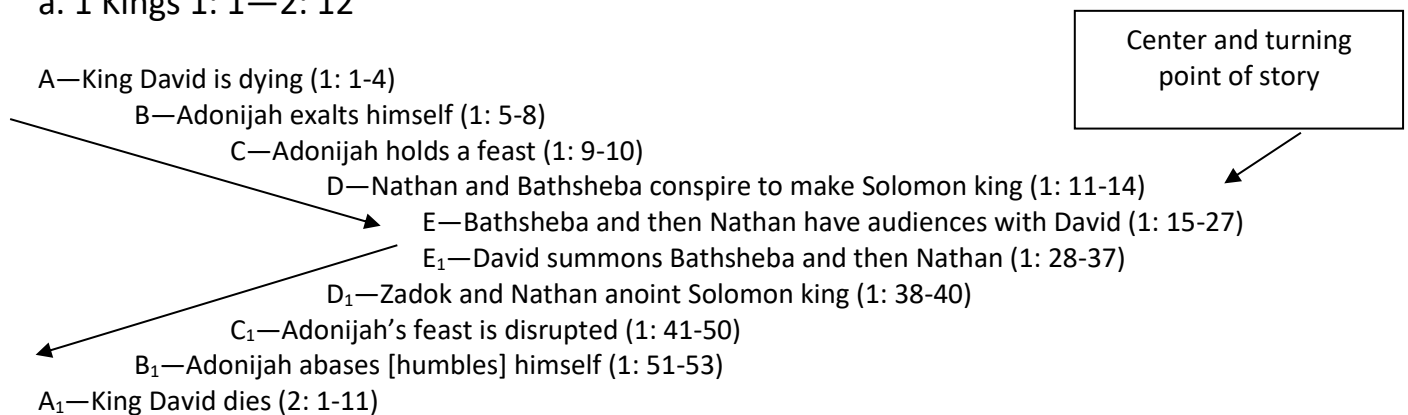 a. 1 Kings 1: 1—2: 12
Center and turning
point of story
A—King David is dying (1: 1-4)
B—Adonijah exalts himself (1: 5-8)
C—Adonijah holds a feast (1: 9-10)
D—Nathan and Bathsheba conspire to make Solomon king (1: 11-14)
E—Bathsheba and then Nathan have audiences with David (1: 15-27)
E₁—David summons Bathsheba and then Nathan (1: 28-37)
D₁—Zadok and Nathan anoint Solomon king (1: 38-40)
C₁—Adonijah’s feast is disrupted (1: 41-50)
B₁—Adonijah abases [humbles] himself (1: 51-53)
A₁—King David dies (2: 1-11)